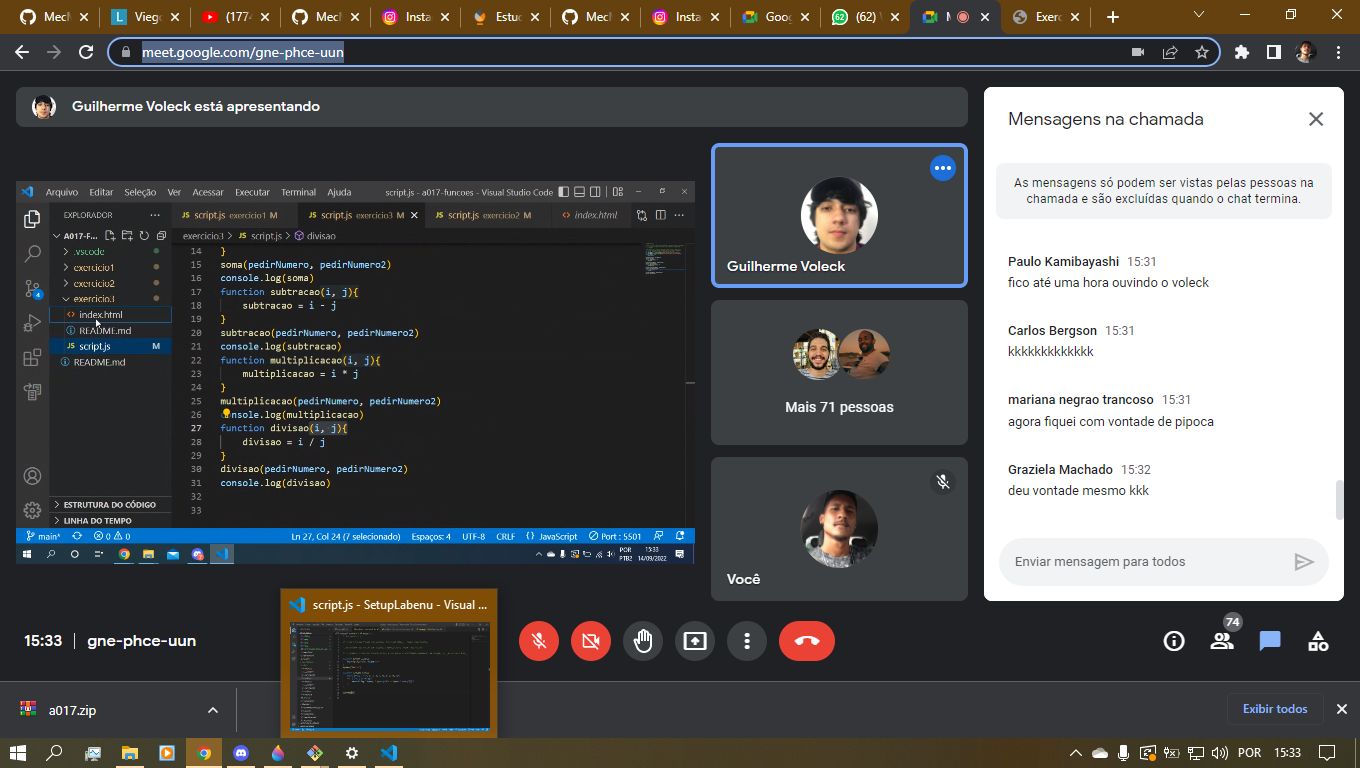 Mecl
Viego
(177
Mecl
Insta
Estu
Mecl
Insta
Goog
62
(62)
Exerc
meet.google.com/gne-phce-uun
Guilherme Voleck está apresentando
Arquivo Editar Seleção Ver Acessar Executar Terminal Ajuda script.js - a017-funcoes - Visual Studio Code
EXPLORADOR
JS script.js exercicio1 M
JS script.js exercicio3 M
JS script.js exercicio2 M
<> index.html
A017-F...
exercicio3 > JS script.js > divisao
.vscode
exercicio1
exercicio2
exercicio3
<> index.html
README.md
JS script.js M
README.md
14 }
15 soma(pedirNumero, pedirNumero2)
16 console.log(soma)
17 function subtracao(i, j){
18 subtracao = i - j
19 }
20 subtracao(pedirNumero, pedirNumero2)
21 console.log(subtracao)
22 function multiplicacao(i, j){
23 multiplicacao = i * j
24 }
25 multiplicacao(pedirNumero, pedirNumero2)
26 nsole.log(multiplicacao)
27 function divisao(i, j){
28 divisao = i / j
29 }
30 divisao(pedirNumero, pedirNumero2)
31 console.log(divisao)
32
33
4
ESTRUTURA DO CÓDIGO
LINHA DO TEMPO
main* 0 0 Ln 27, Col 24 (7 selecionado) Espaços: 4 UTF-8 CRLF {} JavaScript Port : 5501
POR
PTB2
15:33
14/09/2022
Guilherme Voleck
Mais 71 pessoas
Você
Mensagens na chamada
As mensagens só podem ser vistas pelas pessoas na
chamada e são excluídas quando o chat termina.
Paulo Kamibayashi 15:31
fico até uma hora ouvindo o voleck
Carlos Bergson 15:31
kkkkkkkkkkkkk
mariana negrao trancoso 15:31
agora fiquei com vontade de pipoca
Graziela Machado 15:32
deu vontade mesmo kkk
Enviar mensagem para todos
script.js - SetupLabenu - Visual ...
15:33 | gne-phce-uun
74
a017.zip
Exibir todos
POR 15:33